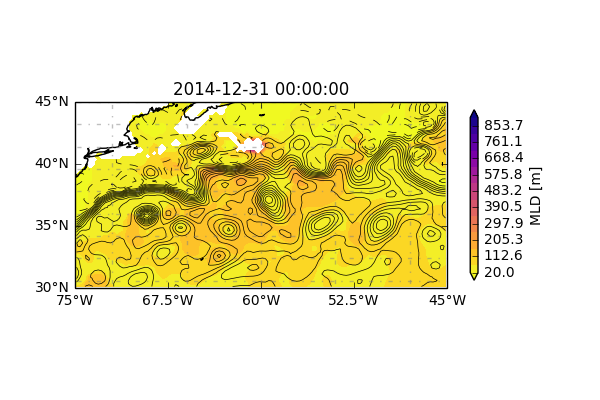 2014-12-31 00:00:00
45°N
40°N
35°N
30°N
75°W
67.5°W
60°W
52.5°W
45°W
853.7
761.1
668.4
575.8
483.2
390.5
297.9
205.3
112.6
20.0
MLD [m]